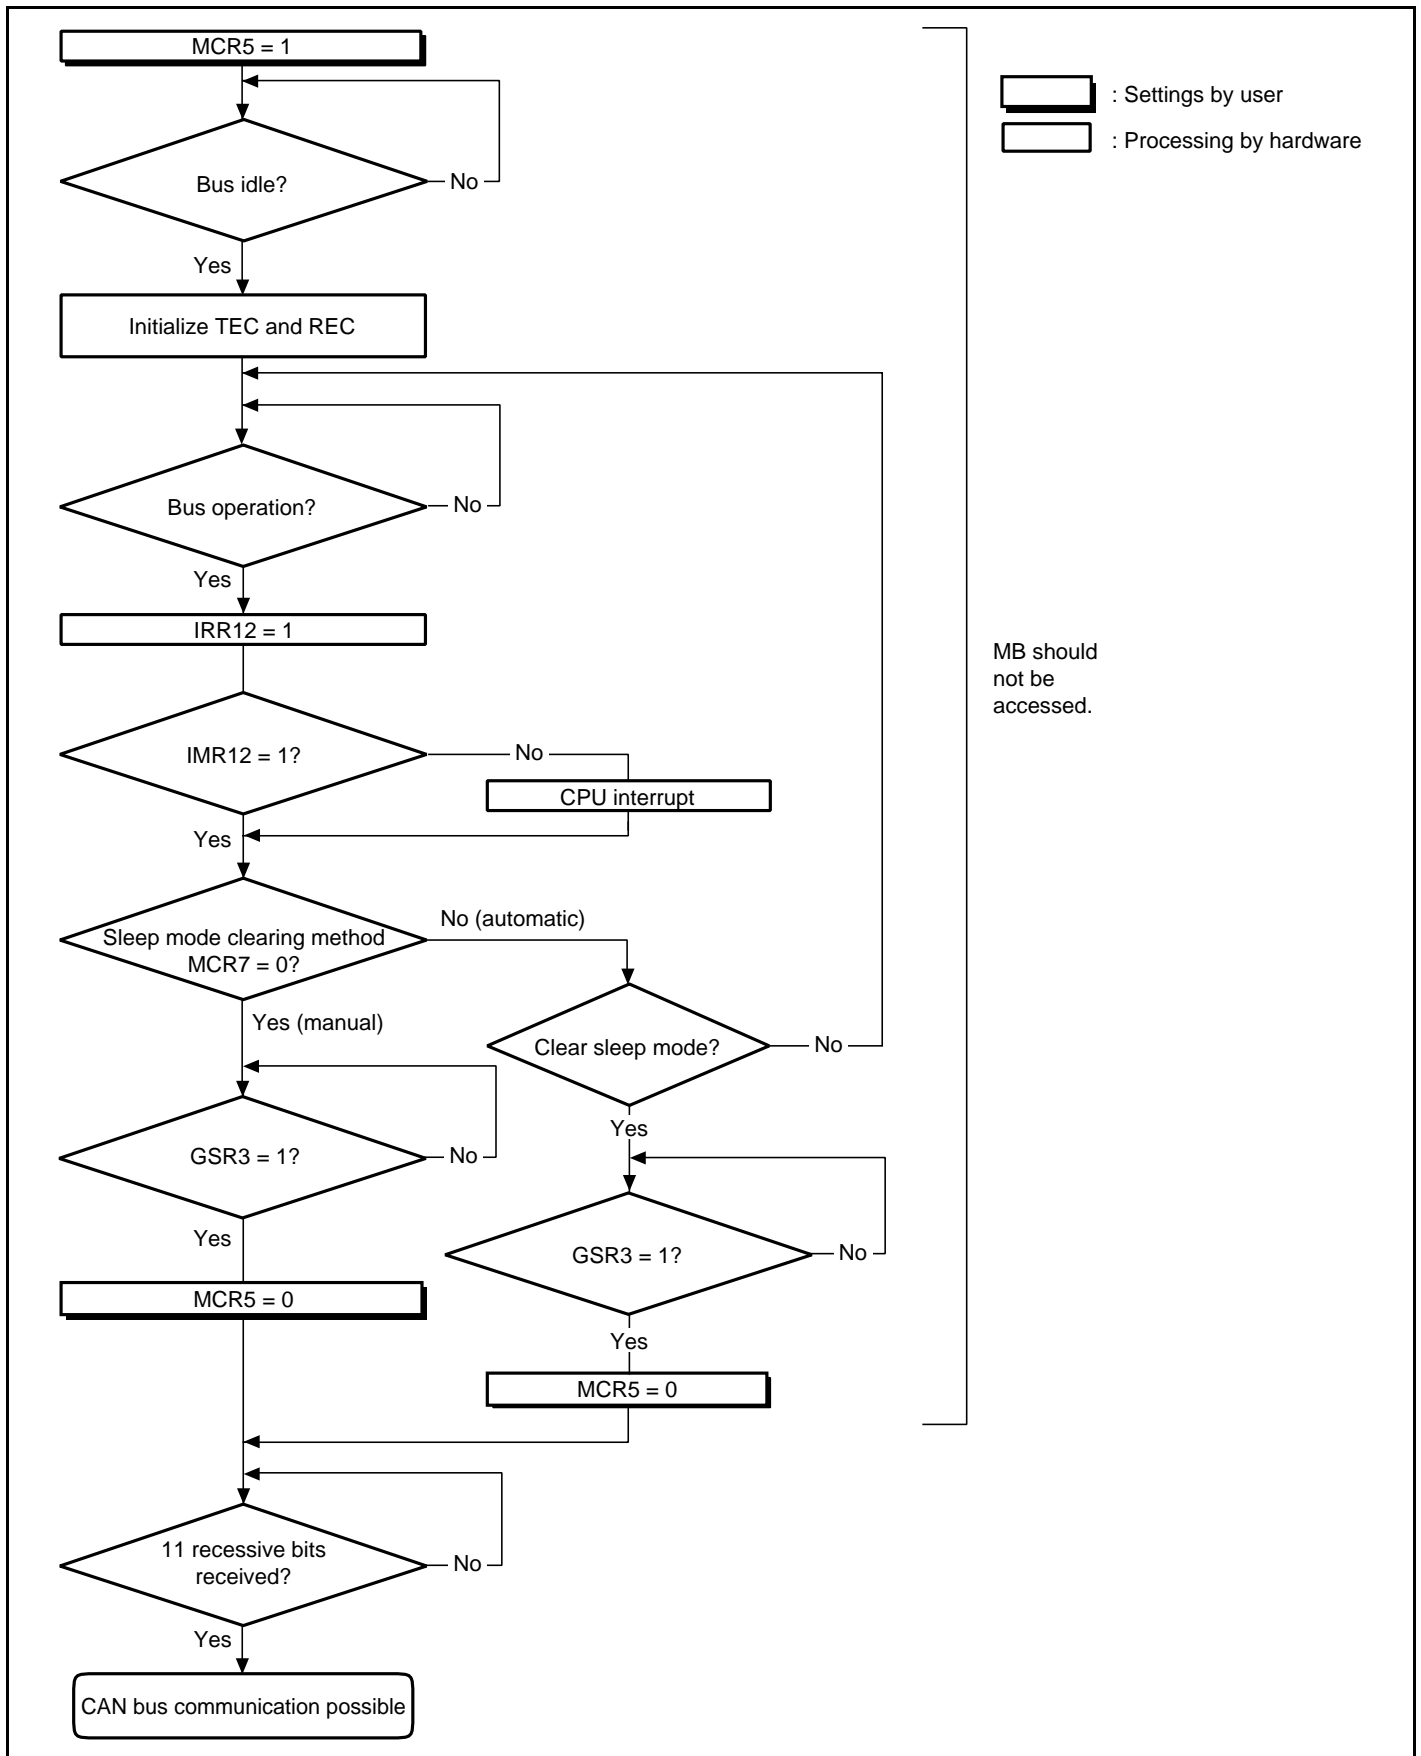 MCR5 = 1
: Settings by user
: Processing by hardware
Bus idle?
No
Yes
Initialize TEC and REC
Bus operation?
No
Yes
IRR12 = 1
MB should
not be
accessed.
IMR12 = 1?
No
CPU interrupt
Yes
Sleep mode clearing method
MCR7 = 0?
No (automatic)
Yes (manual)
Clear sleep mode?
No
Yes
GSR3 = 1?
No
Yes
GSR3 = 1?
No
Yes
MCR5 = 0
MCR5 = 0
11 recessive bits
received?
No
Yes
CAN bus communication possible